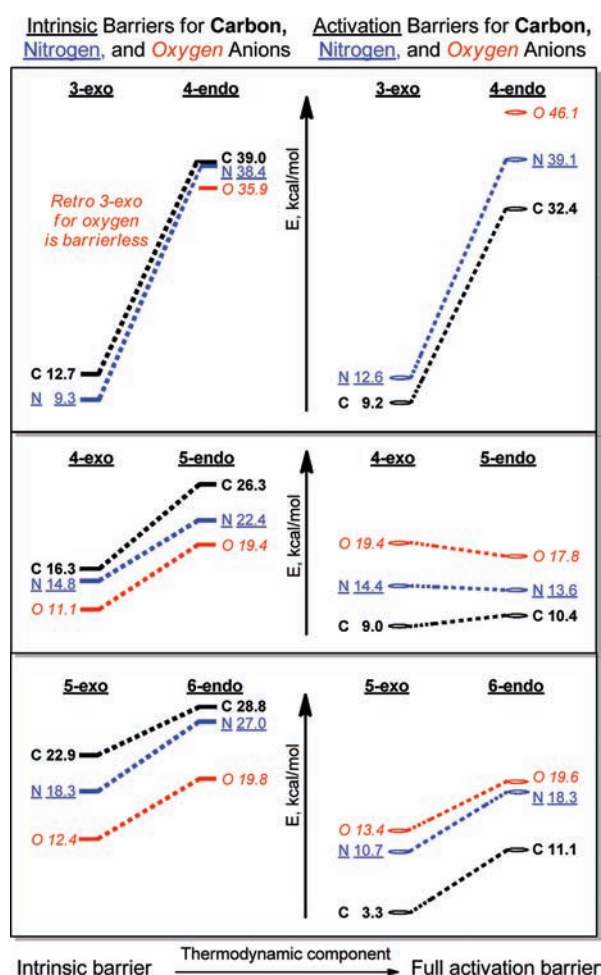 Intrinsic Barriers for Carbon,
Nitrogen, and Oxygen Anions
Activation Barriers for Carbon,
Nitrogen, and Oxygen Anions
3-exo 4-endo
C 39.0
N 38.4
O 35.9
Retro 3-exo
for oxygen
is barrierless
C 12.7
N 9.3
E, kcal/mol
3-exo 4-endo
O 46.1
N 39.1
C 32.4
N 12.6
C 9.2
4-exo 5-endo
C 26.3
N 22.4
O 19.4
C 16.3
N 14.8
O 11.1
E, kcal/mol
4-exo 5-endo
O 19.4 O 17.8
N 14.4 N 13.6
C 9.0 C 10.4
5-exo 6-endo
C 28.8
N 27.0
C 22.9
N 18.3
O 19.8
O 12.4
E, kcal/mol
5-exo 6-endo
O 19.6
N 18.3
O 13.4
N 10.7
C 11.1
C 3.3
Intrinsic barrier Thermodynamic component Full activation barrier